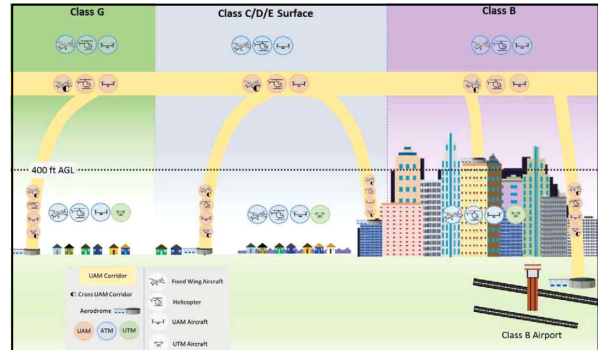 Class G
Class C/D/E Surface
Class B
400 ft AGL
UAM Corridor
Cross UAM Corridor
Aerodrome
UAM
ATM
UTM
Fixed Wing Aircraft
Helicopter
UAM Aircraft
UTM Aircraft
Class B Airport